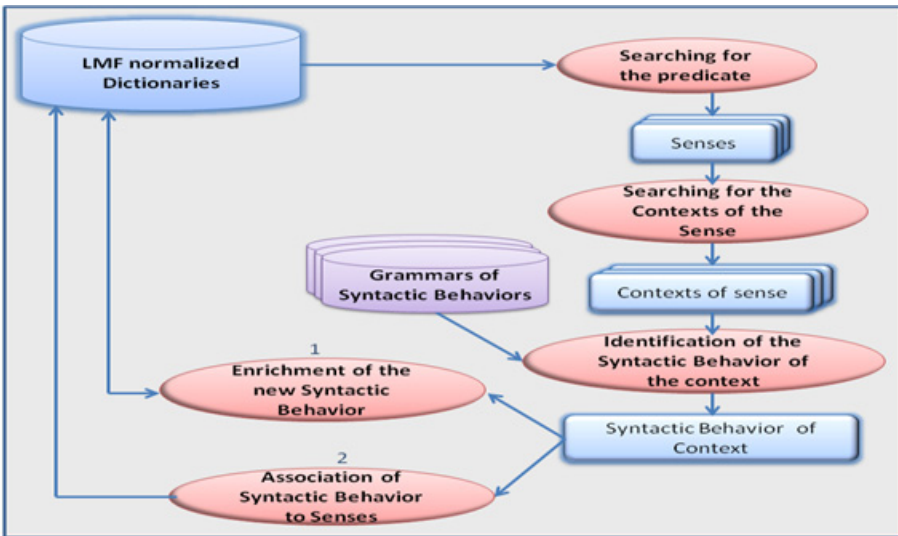 LMF normalized
Dictionaries
Searching for
the predicate
Senses
Searching for the
Contexts of the
Sense
Grammars of
Syntactic Behaviors
Contexts of sense
Identification of the
Syntactic Behavior of
the context
1
Enrichment of the
new Syntactic
Behavior
Syntactic Behavior of
Context
2
Association of
Syntactic Behavior
to Senses